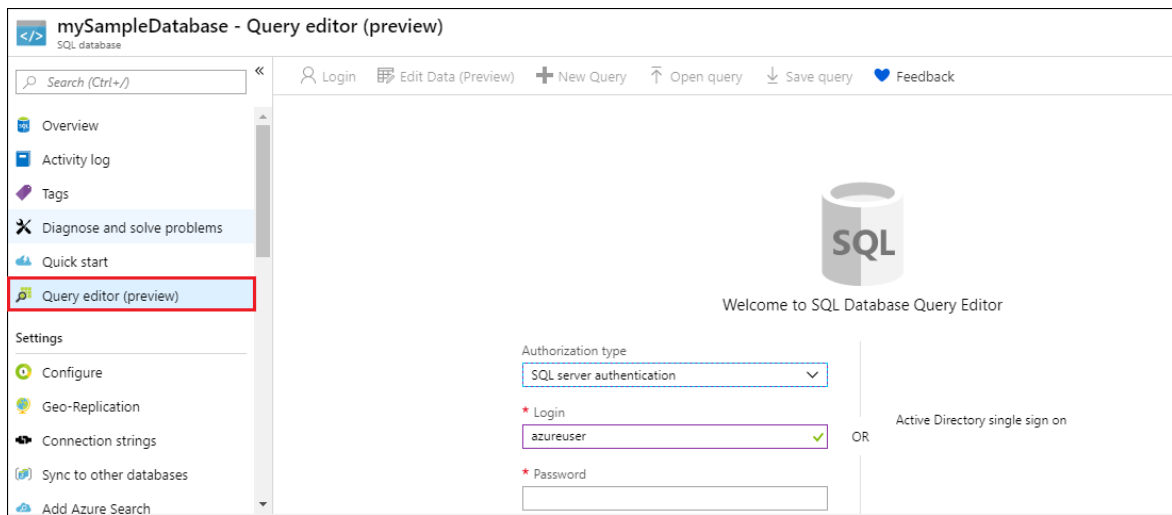 mySampleDatabase - Query editor (preview)
SQL database
Search (Ctrl+/)
«
Overview
Activity log
Tags
Diagnose and solve problems
Quick start
Query editor (preview)
Settings
Configure
Geo-Replication
Connection strings
Sync to other databases
Add Azure Search
Login
Edit Data (Preview)
New Query
Open query
Save query
Feedback
SQL
Welcome to SQL Database Query Editor
Authorization type
SQL server authentication
* Login
azureuser
* Password
OR
Active Directory single sign on